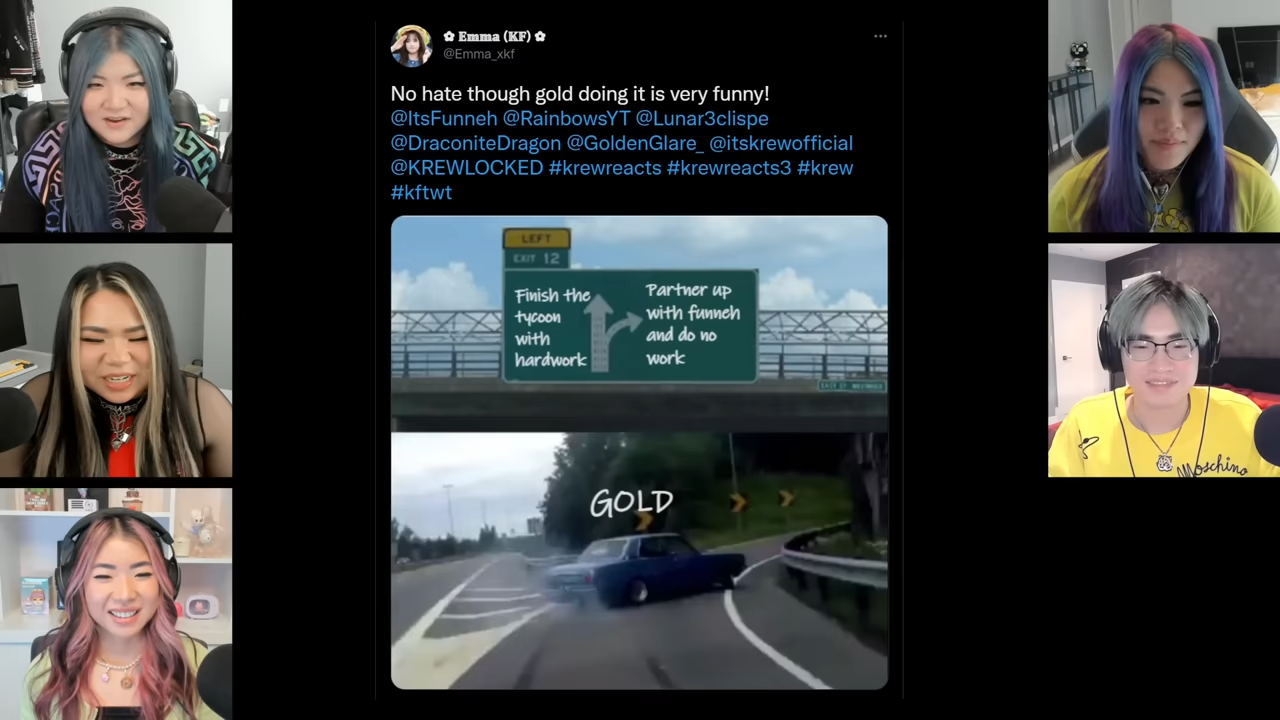 ✿ Emma (KF) ✿
@Emma_xkf
No hate though gold doing it is very funny!
@ItsFunneh @RainbowsYT @Lunar3clispe
@DraconiteDragon @GoldenGlare_ @itskrewofficial
@KREWLOCKED #krewreacts #krewreacts3 #krew
#kftwt
LEFT
EXIT 12
Finish the
tycoon
with
hardwork
Partner up
with funneh
and do no
work
GOLD
Moschino